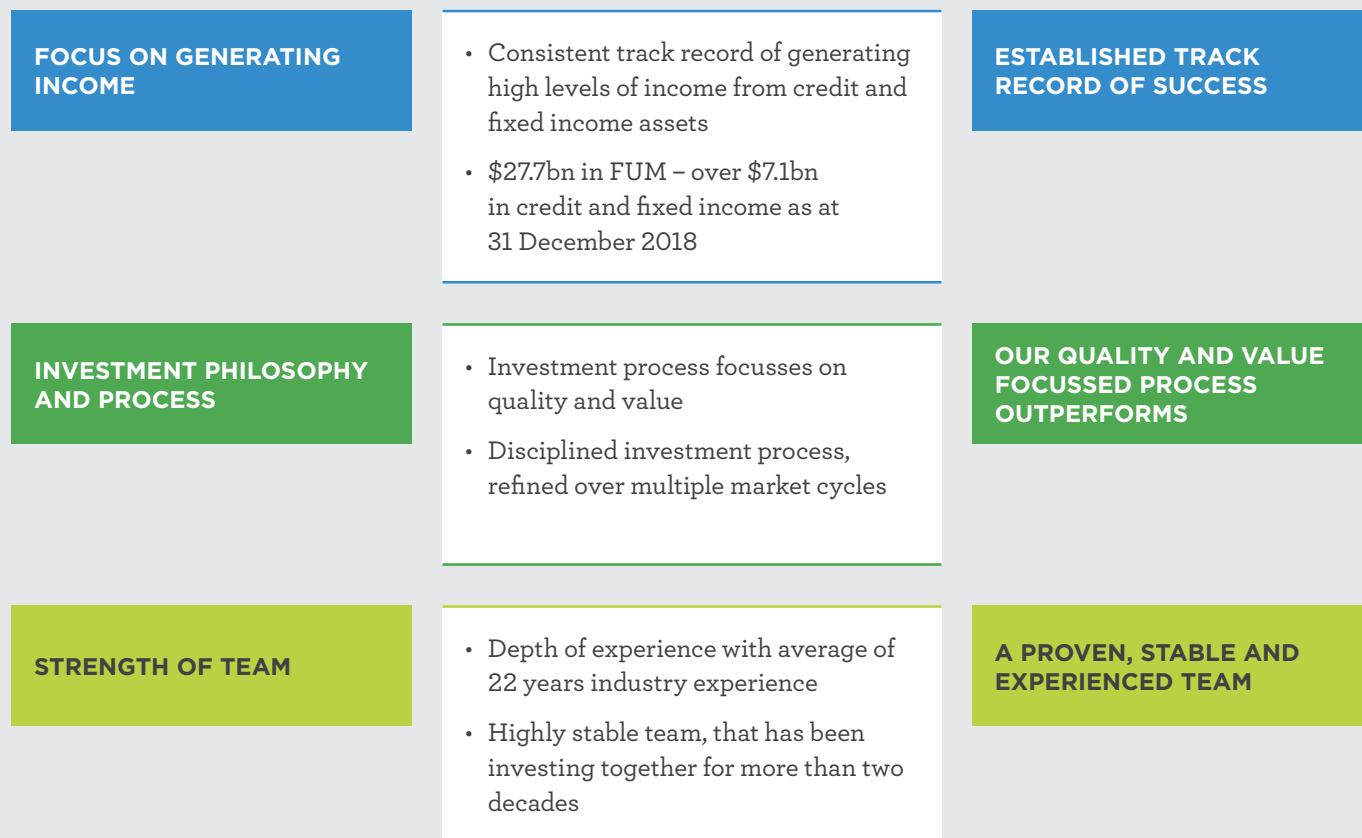 FOCUS ON GENERATING
INCOME
• Consistent track record of generating
high levels of income from credit and
fixed income assets
• $27.7bn in FUM – over $7.1bn
in credit and fixed income as at
31 December 2018
ESTABLISHED TRACK
RECORD OF SUCCESS
INVESTMENT PHILOSOPHY
AND PROCESS
• Investment process focusses on
quality and value
• Disciplined investment process,
refined over multiple market cycles
OUR QUALITY AND VALUE
FOCUSSED PROCESS
OUTPERFORMS
STRENGTH OF TEAM
• Depth of experience with average of
22 years industry experience
• Highly stable team, that has been
investing together for more than two
decades
A PROVEN, STABLE AND
EXPERIENCED TEAM